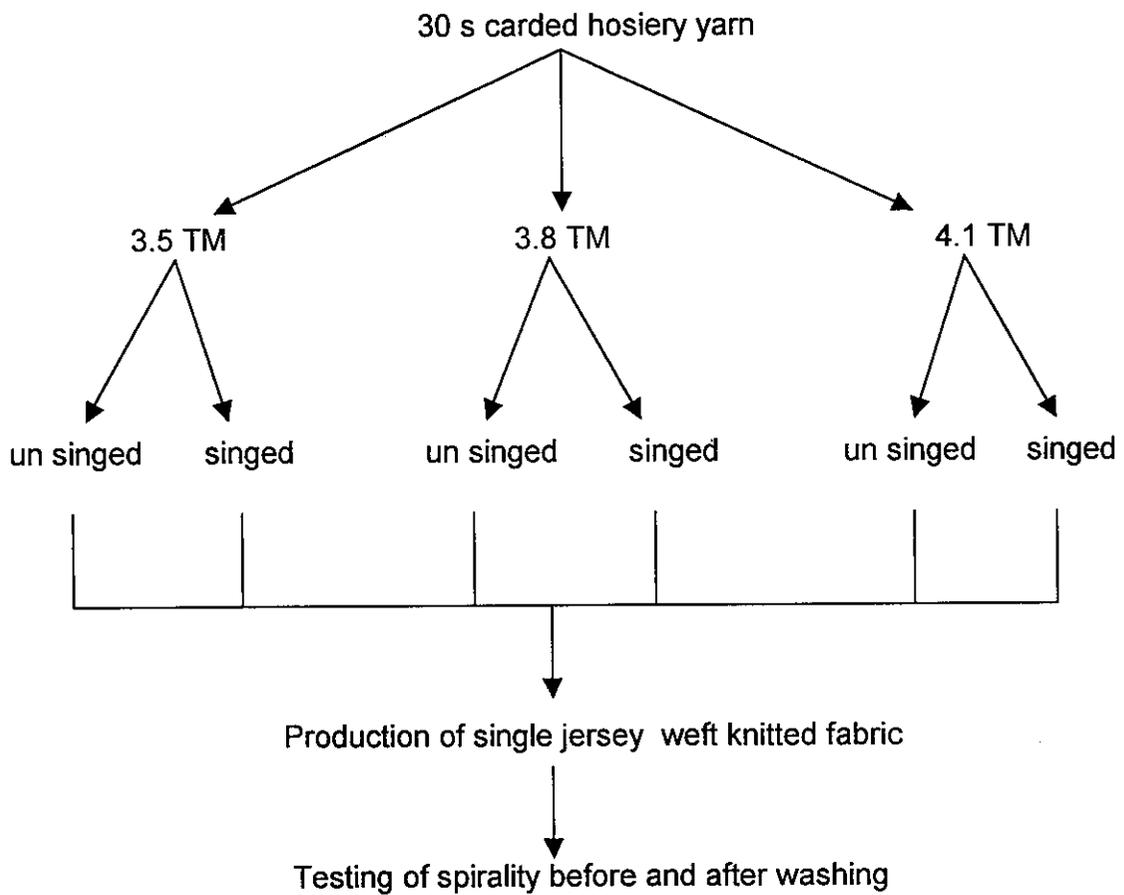 30 s carded hosiery yarn
3.5 TM 3.8 TM 4.1 TM
un singed singed un singed singed un singed singed
Production of single jersey weft knitted fabric
Testing of spirality before and after washing